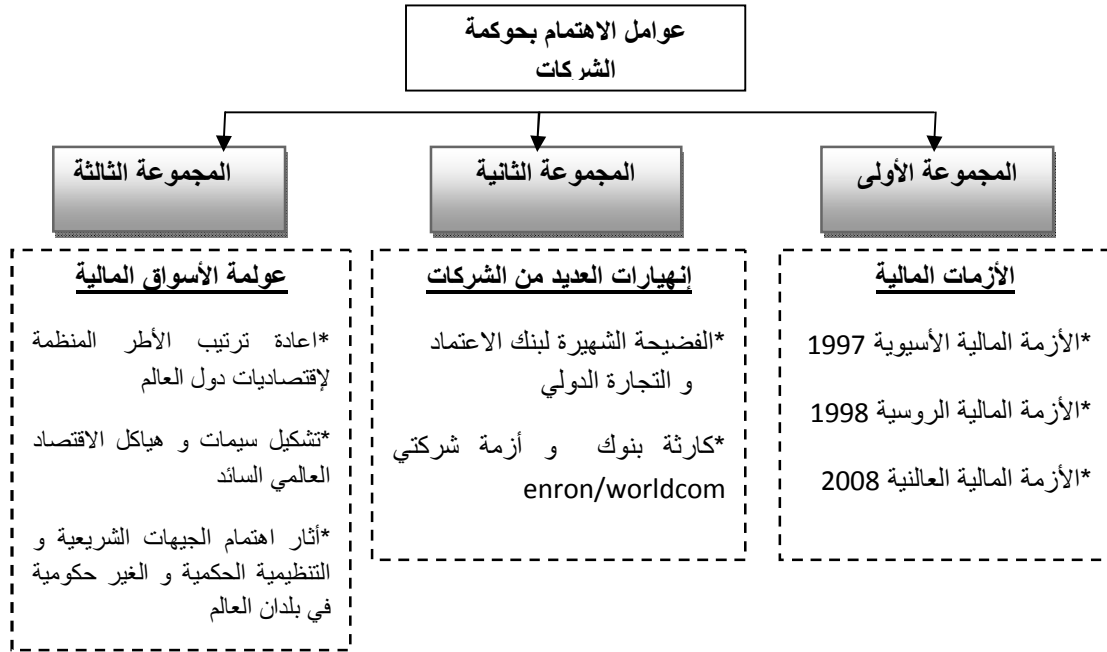 عوامل الاهتمام بحوكمة
الشركات
المجموعة الأولى
المجموعة الثانية
المجموعة الثالثة
الأزمات المالية
*الأزمة المالية الأسيوية 1997
*الأزمة المالية الروسية 1998
*الأزمة المالية العالنية 2008
إنهيارات العديد من الشركات
*الفضيحة الشهيرة لبنك الاعتماد
و التجارة الدولي
*كارثة بنوك و أزمة شركتي
enron/worldcom
عولمة الأسواق المالية
*اعادة ترتيب الأطر المنظمة
لإقتصاديات دول العالم
*تشكيل سيمات و هياكل الاقتصاد
العالمي السائد
*أثار اهتمام الجيهات الشريعية و
التنظيمية الحكمية و الغير حكومية
في بلدان العالم